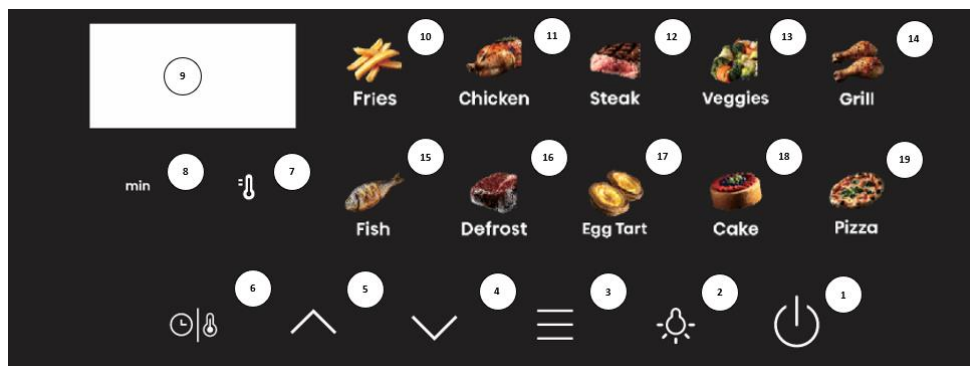 10 11 12 13 14
9
Fries Chicken Steak Veggies Grill
15 16 17 18 19
min 8 7
Fish Defrost Egg Tart Cake Pizza
6 5 4 3 2 1